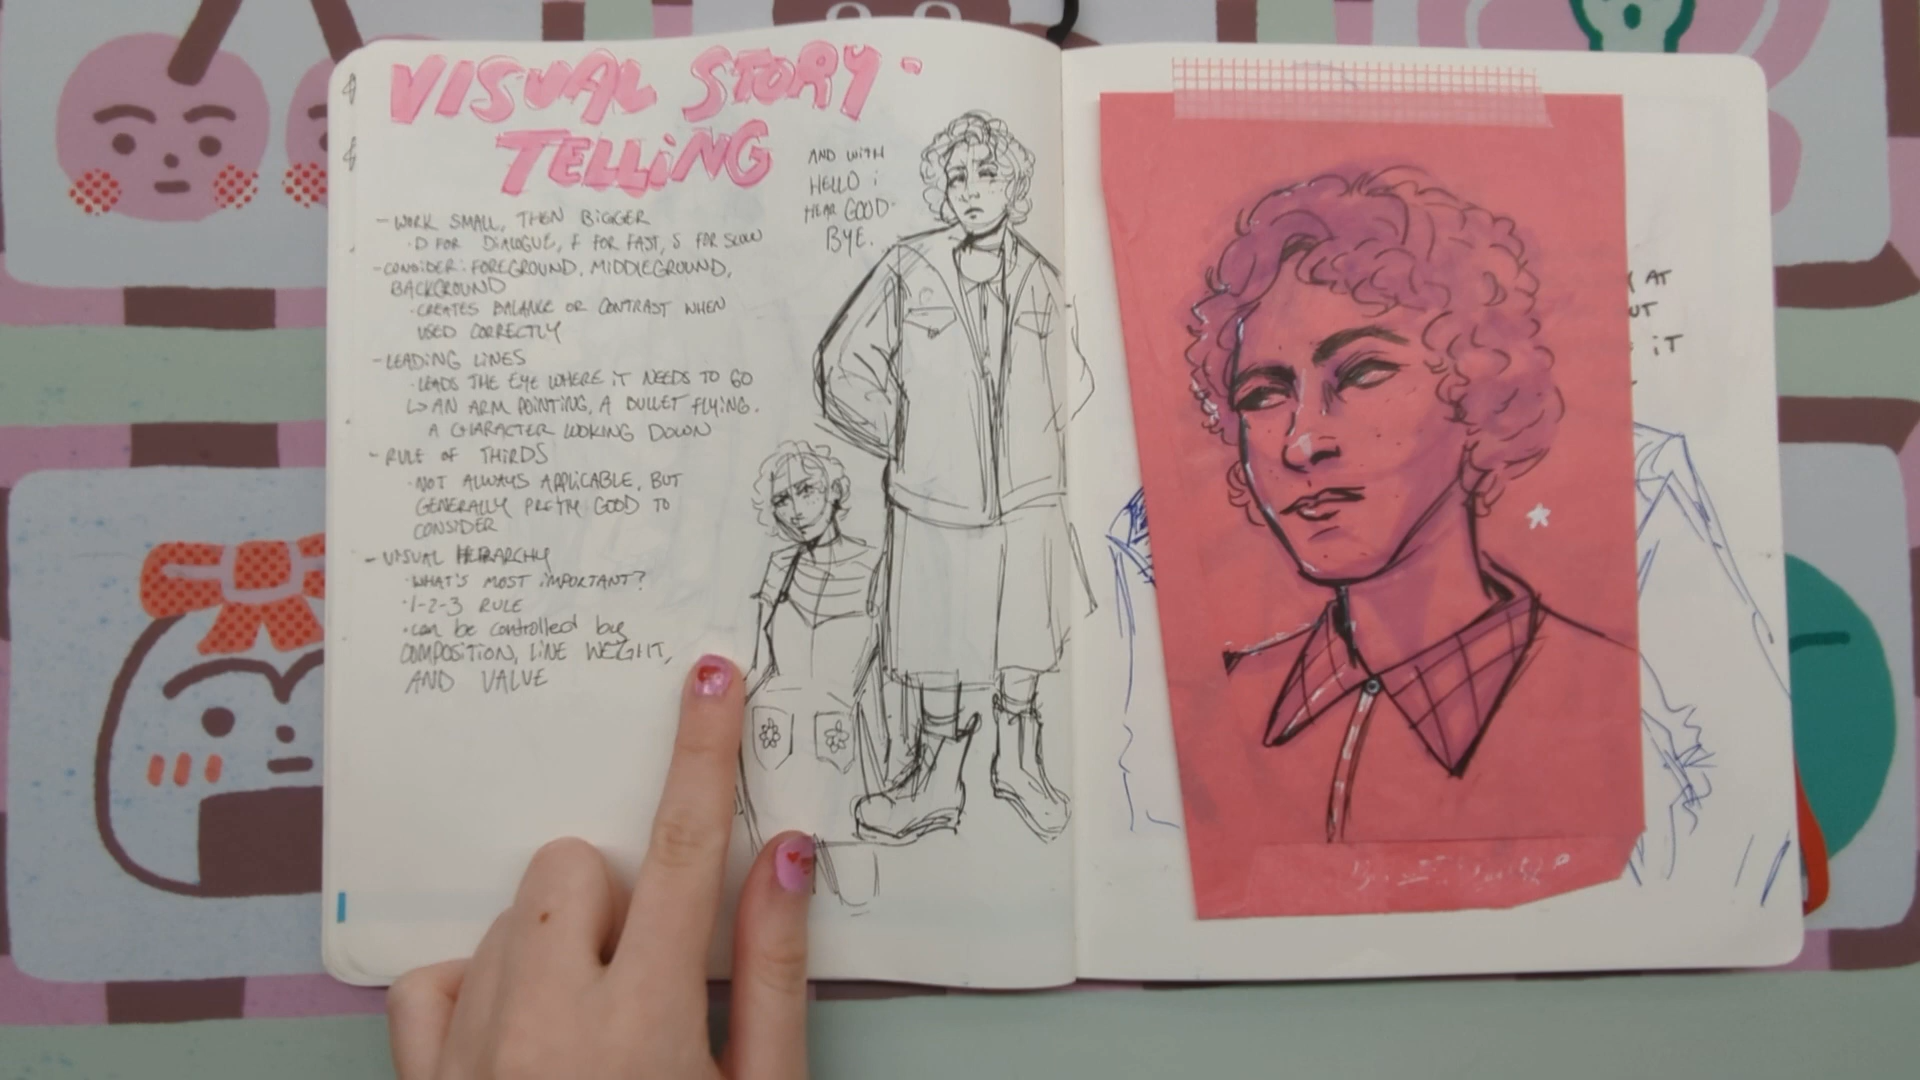 VISUAL STORY-
TELLING
AND WITH
HELLO i
HEAR GOOD-
BYE.
- WORK SMALL, THEN BIGGER
· D FOR DIALOGUE, F FOR FAST, S FOR SLOW
- CONSIDER: FOREGROUND, MIDDLEGROUND,
BACKGROUND
· CREATES BALANCE OR CONTRAST WHEN
USED CORRECTLY
- LEADING LINES
· LEADS THE EYE WHERE iT NEEDS TO GO
↳ AN ARM POINTING, A BULLET FLYING.
A CHARACTER LOOKING DOWN
- RULE OF THIRDS
· NOT ALWAYS APPLICABLE, BUT
GENERALLY PRETTY GOOD TO
CONSIDER
- VISUAL HEIRARCHY
· WHAT'S MOST iMPORTANT?
· 1-2-3 RULE
· can be controlled by
COMPOSITION, LINE WEIGHT,
AND VALUE
AT
iT